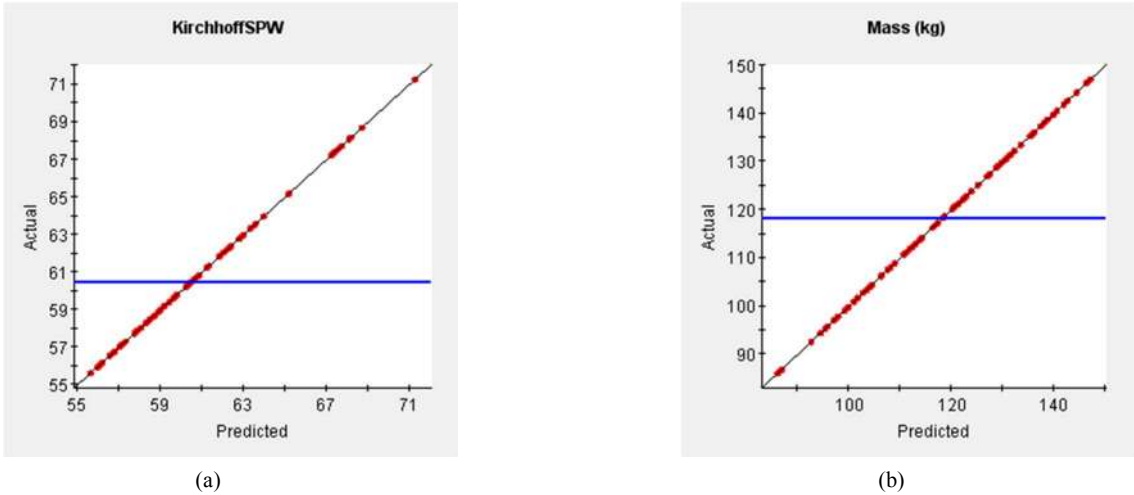 KirchhoffSPW
Actual
71
69
67
65
63
61
59
57
55
55 59 63 67 71
Predicted
(a)
Mass (kg)
Actual
150
140
130
120
110
100
90
100 120 140
Predicted
(b)